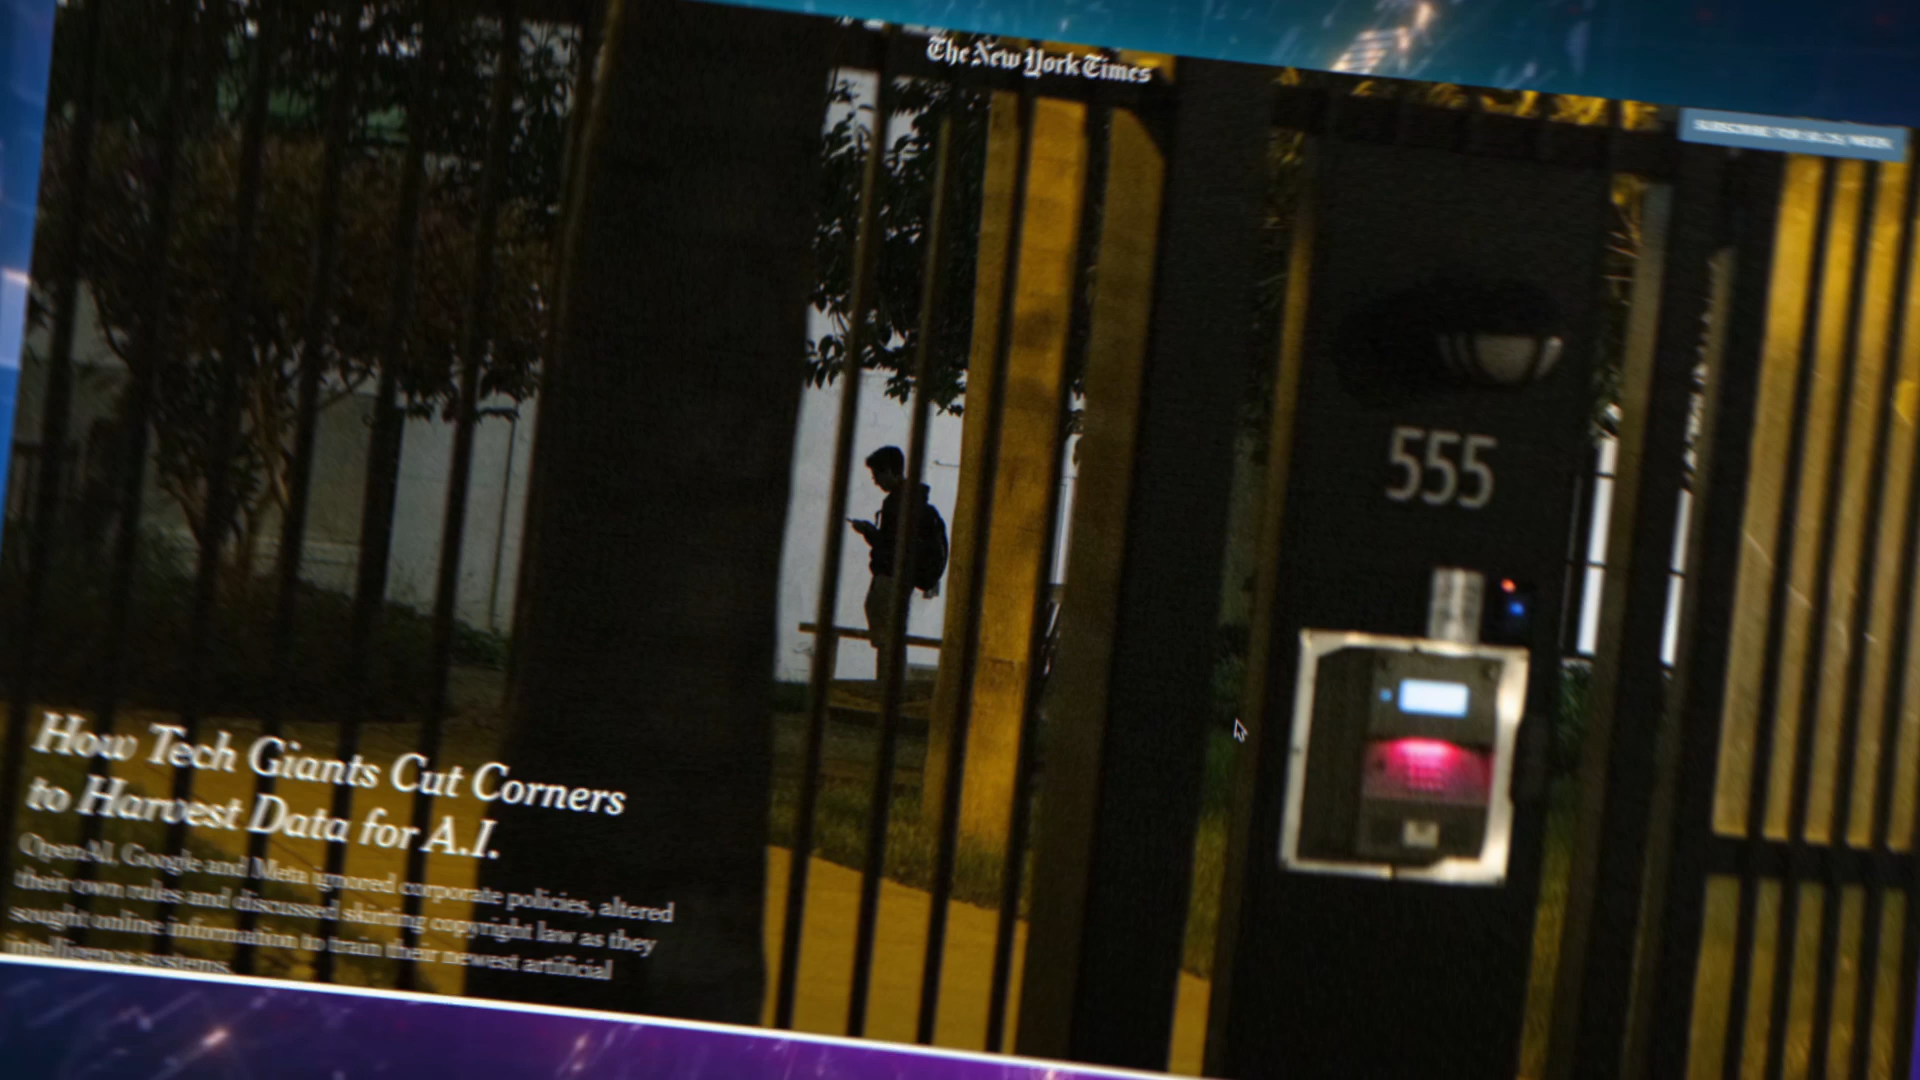 The New York Times
555
How Tech Giants Cut Corners
to Harvest Data for A.I.
OpenAI, Google and Meta ignored corporate policies, altered
their own rules and discussed skirting copyright law as they
sought online information to train their newest artificial
intelligence systems.